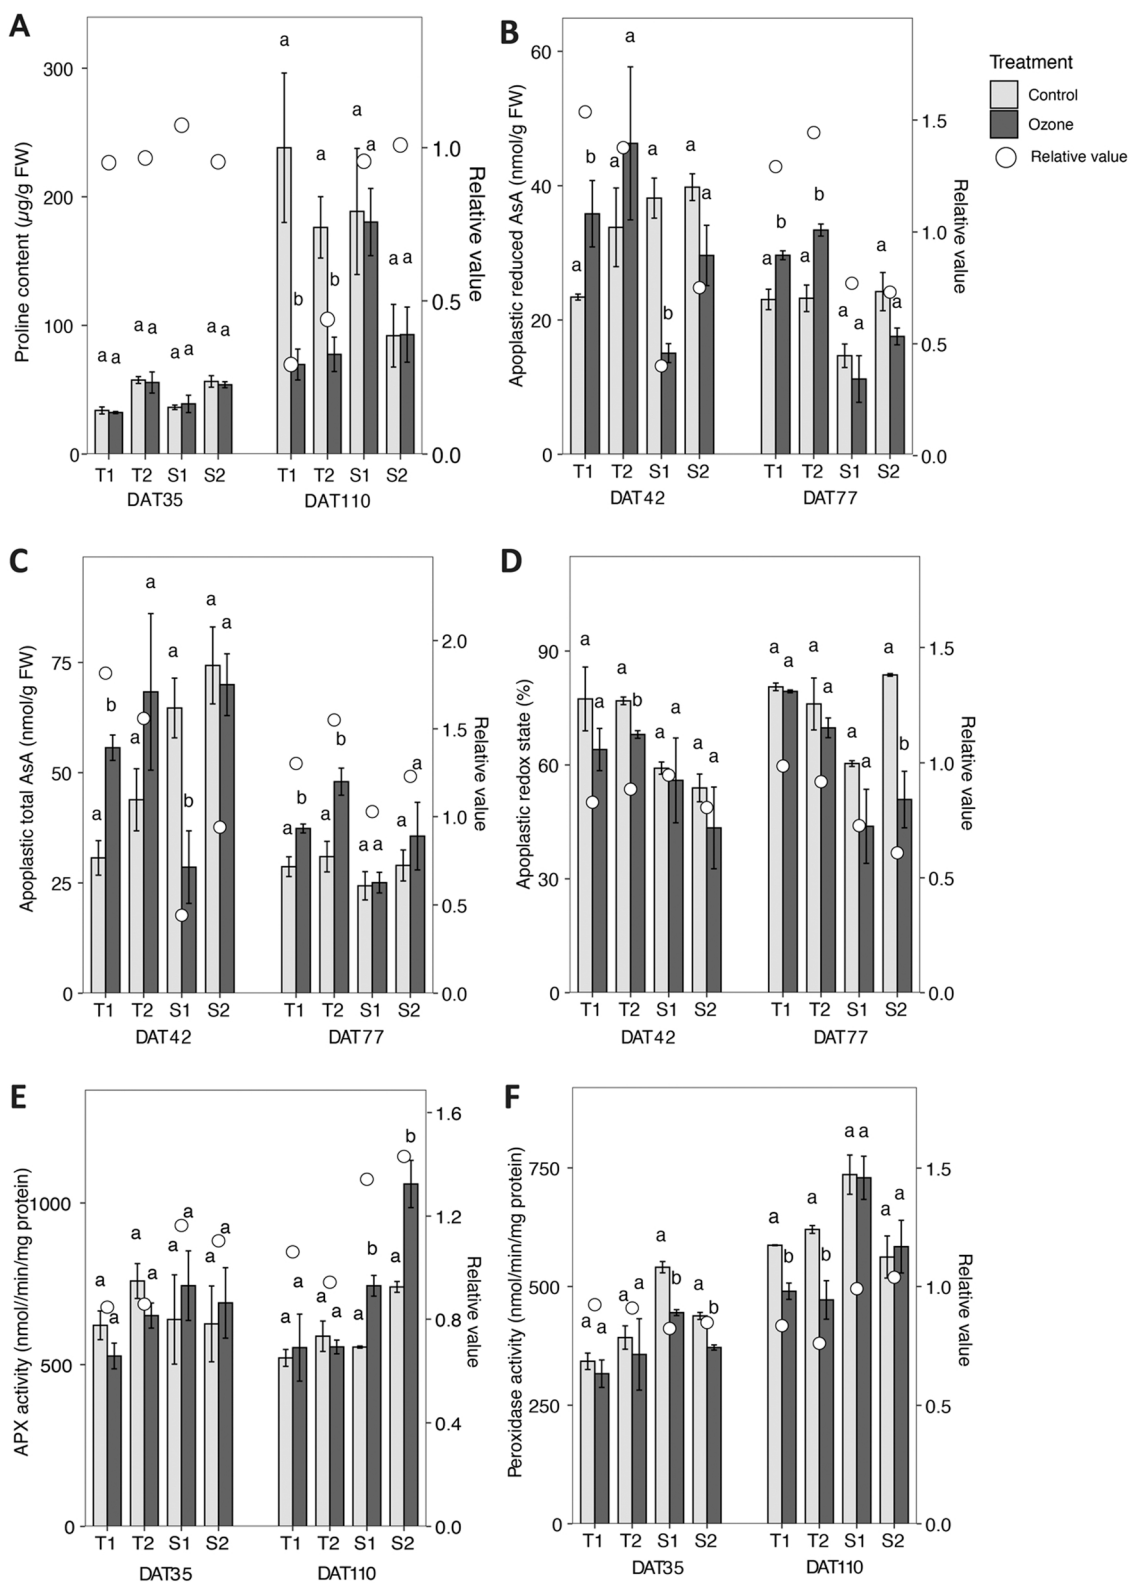 A
Proline content (µg/g FW)
300
200
100
0
a
a
a
a
a
a a
a a
a a
a a
b
b
a a
1.0
0.5
0.0
Relative value
T1 T2 S1 S2 T1 T2 S1 S2
DAT35 DAT110
B
Apoplastic reduced AsA (nmol/g FW)
60
40
20
0
a
b a a a
a
a
b
b
a b a a
a a
a
1.5
1.0
0.5
0.0
Relative value
T1 T2 S1 S2 T1 T2 S1 S2
DAT42 DAT77
Treatment
Control
Ozone
Relative value
C
Apoplastic total AsA (nmol/g FW)
75
50
25
0
a
a
a
a
b
a
b
a
b
a
b
a
a a a a
2.0
1.5
1.0
0.5
0.0
Relative value
T1 T2 S1 S2 T1 T2 S1 S2
DAT42 DAT77
D
Apoplastic redox state (%)
90
60
30
0
a a a a a
a
a b a a
a a a b
a
a
1.5
1.0
0.5
0.0
Relative value
T1 T2 S1 S2 T1 T2 S1 S2
DAT42 DAT77
E
APX activity (nmol//min/mg protein)
1000
500
0
a a a a a
a a a b
a a b a
a a a
1.6
1.2
0.8
0.4
0.0
Relative value
T1 T2 S1 S2 T1 T2 S1 S2
DAT35 DAT110
F
Peroxidase activity (nmol/min/mg protein)
750
500
250
0
a a
a
a
a
a
a
b
b b
a a a b
a a
1.5
1.0
0.5
0.0
Relative value
T1 T2 S1 S2 T1 T2 S1 S2
DAT35 DAT110